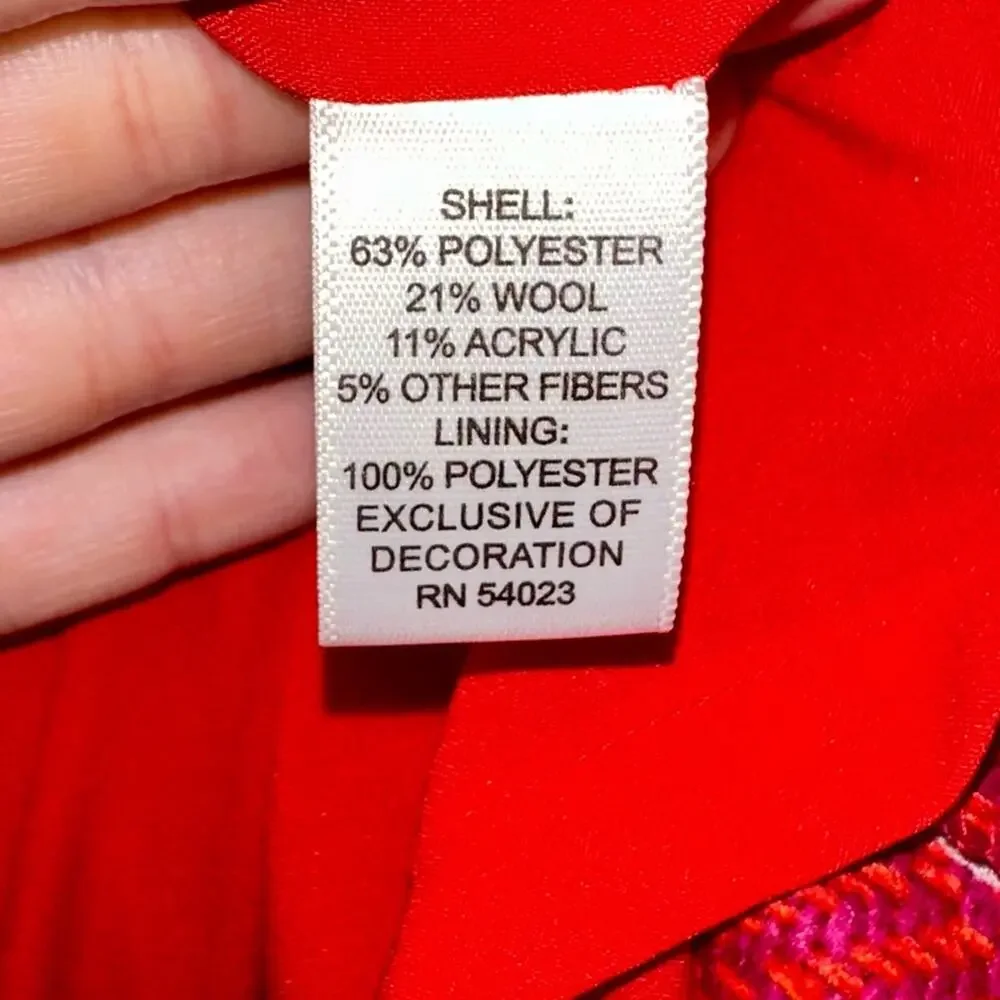 SHELL:
63% POLYESTER
21% WOOL
11% ACRYLIC
5% OTHER FIBERS
LINING:
100% POLYESTER
EXCLUSIVE OF
DECORATION
RN 54023